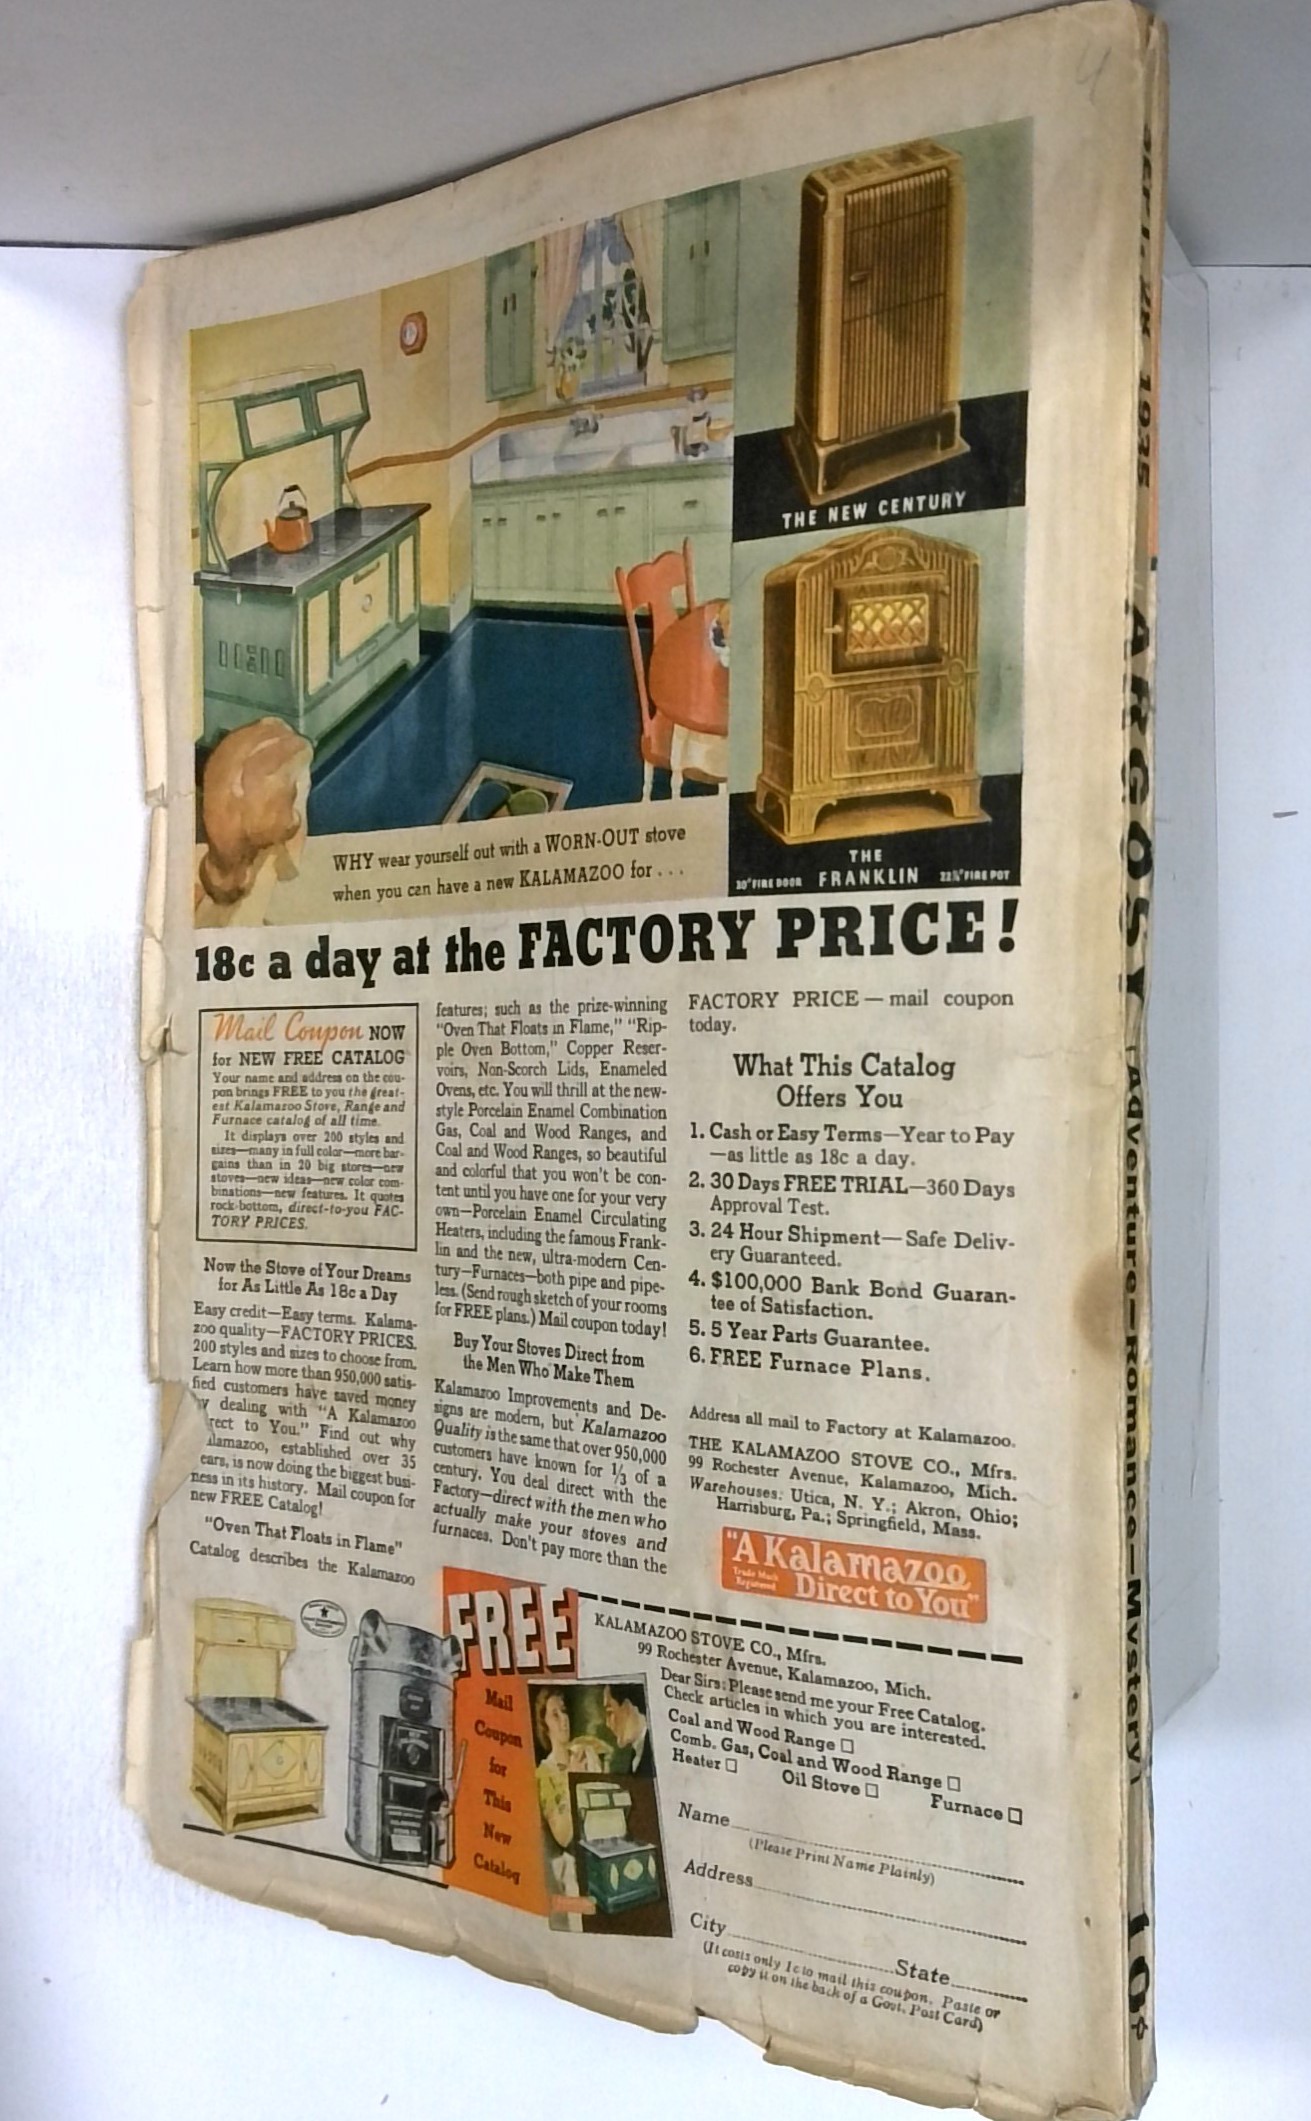 THE NEW CENTURY
THE
30" FIRE DOOR FRANKLIN 22½" FIRE POT
WHY wear yourself out with a WORN-OUT stove
when you can have a new KALAMAZOO for . . .
18c a day at the FACTORY PRICE!
Mail Coupon NOW
for NEW FREE CATALOG
Your name and address on the cou-
pon brings FREE to you the great-
est Kalamazoo Stove, Range and
Furnace catalog of all time.
It displays over 200 styles and
sizes—many in full color—more bar-
gains than in 20 big stores—new
stoves—new ideas—new color com-
binations—new features. It quotes
rock-bottom, direct-to-you FAC-
TORY PRICES.
Now the Stove of Your Dreams
for As Little As 18c a Day
Easy credit—Easy terms. Kalama-
zoo quality—FACTORY PRICES.
200 styles and sizes to choose from.
Learn how more than 950,000 satis-
fied customers have saved money
dealing with "A Kalamazoo
rect to You." Find out why
alamazoo, established over 35
ears, is now doing the biggest busi-
ness in its history. Mail coupon for
new FREE Catalog!
"Oven That Floats in Flame"
Catalog describes the Kalamazoo
features; such as the prize-winning
"Oven That Floats in Flame," "Rip-
ple Oven Bottom," Copper Reser-
voirs, Non-Scorch Lids, Enameled
Ovens, etc. You will thrill at the new-
style Porcelain Enamel Combination
Gas, Coal and Wood Ranges, and
Coal and Wood Ranges, so beautiful
and colorful that you won't be con-
tent until you have one for your very
own—Porcelain Enamel Circulating
Heaters, including the famous Frank-
lin and the new, ultra-modern Cen-
tury—Furnaces—both pipe and pipe-
less. (Send rough sketch of your rooms
for FREE plans.) Mail coupon today!
Buy Your Stoves Direct from
the Men Who Make Them
Kalamazoo Improvements and De-
signs are modern, but Kalamazoo
Quality is the same that over 950,000
customers have known for 1/3 of a
century. You deal direct with the
Factory—direct with the men who
actually make your stoves and
furnaces. Don't pay more than the
FACTORY PRICE — mail coupon
today.
What This Catalog
Offers You
1. Cash or Easy Terms—Year to Pay
—as little as 18c a day.
2. 30 Days FREE TRIAL—360 Days
Approval Test.
3. 24 Hour Shipment—Safe Deliv-
ery Guaranteed.
4. $100,000 Bank Bond Guaran-
tee of Satisfaction.
5. 5 Year Parts Guarantee.
6. FREE Furnace Plans.
Address all mail to Factory at Kalamazoo.
THE KALAMAZOO STOVE CO., Mfrs.
99 Rochester Avenue, Kalamazoo, Mich.
Warehouses: Utica, N. Y.; Akron, Ohio;
Harrisburg, Pa.; Springfield, Mass.
"A Kalamazoo
Trade Mark
Registered
Direct to You"
FREE
Mail
Coupon
for
This
New
Catalog
KALAMAZOO STOVE CO., Mfrs.
99 Rochester Avenue, Kalamazoo, Mich.
Dear Sirs: Please send me your Free Catalog.
Check articles in which you are interested.
Coal and Wood Range □
Comb. Gas, Coal and Wood Range □
Heater □ Oil Stove □ Furnace □
Name
(Please Print Name Plainly)
Address
City State
(It costs only 1c to mail this coupon. Paste or
copy it on the back of a Govt. Post Card)
1935 ARGOSY [Adventure—Romance—Mystery] 10¢